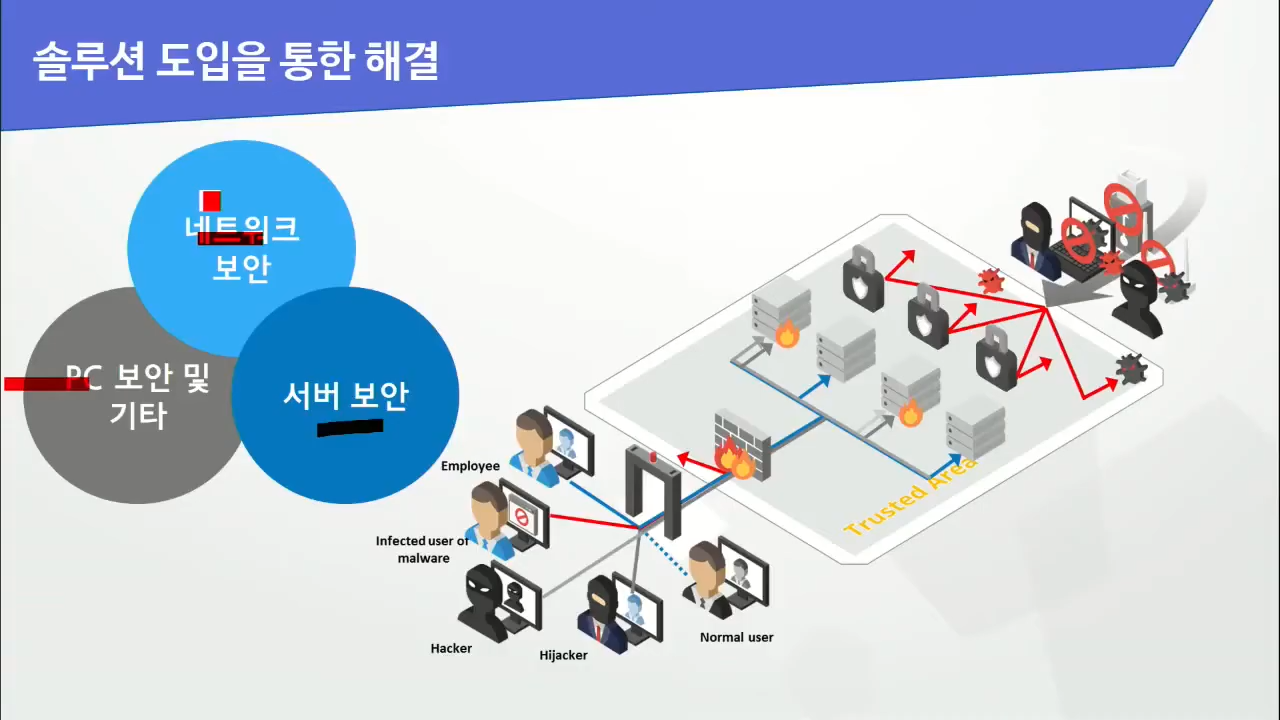 솔루션 도입을 통한 해결
네트워크
보안
PC 보안 및
기타
서버 보안
Employee
Infected user of
malware
Hacker
Hijacker
Normal user
Trusted Area